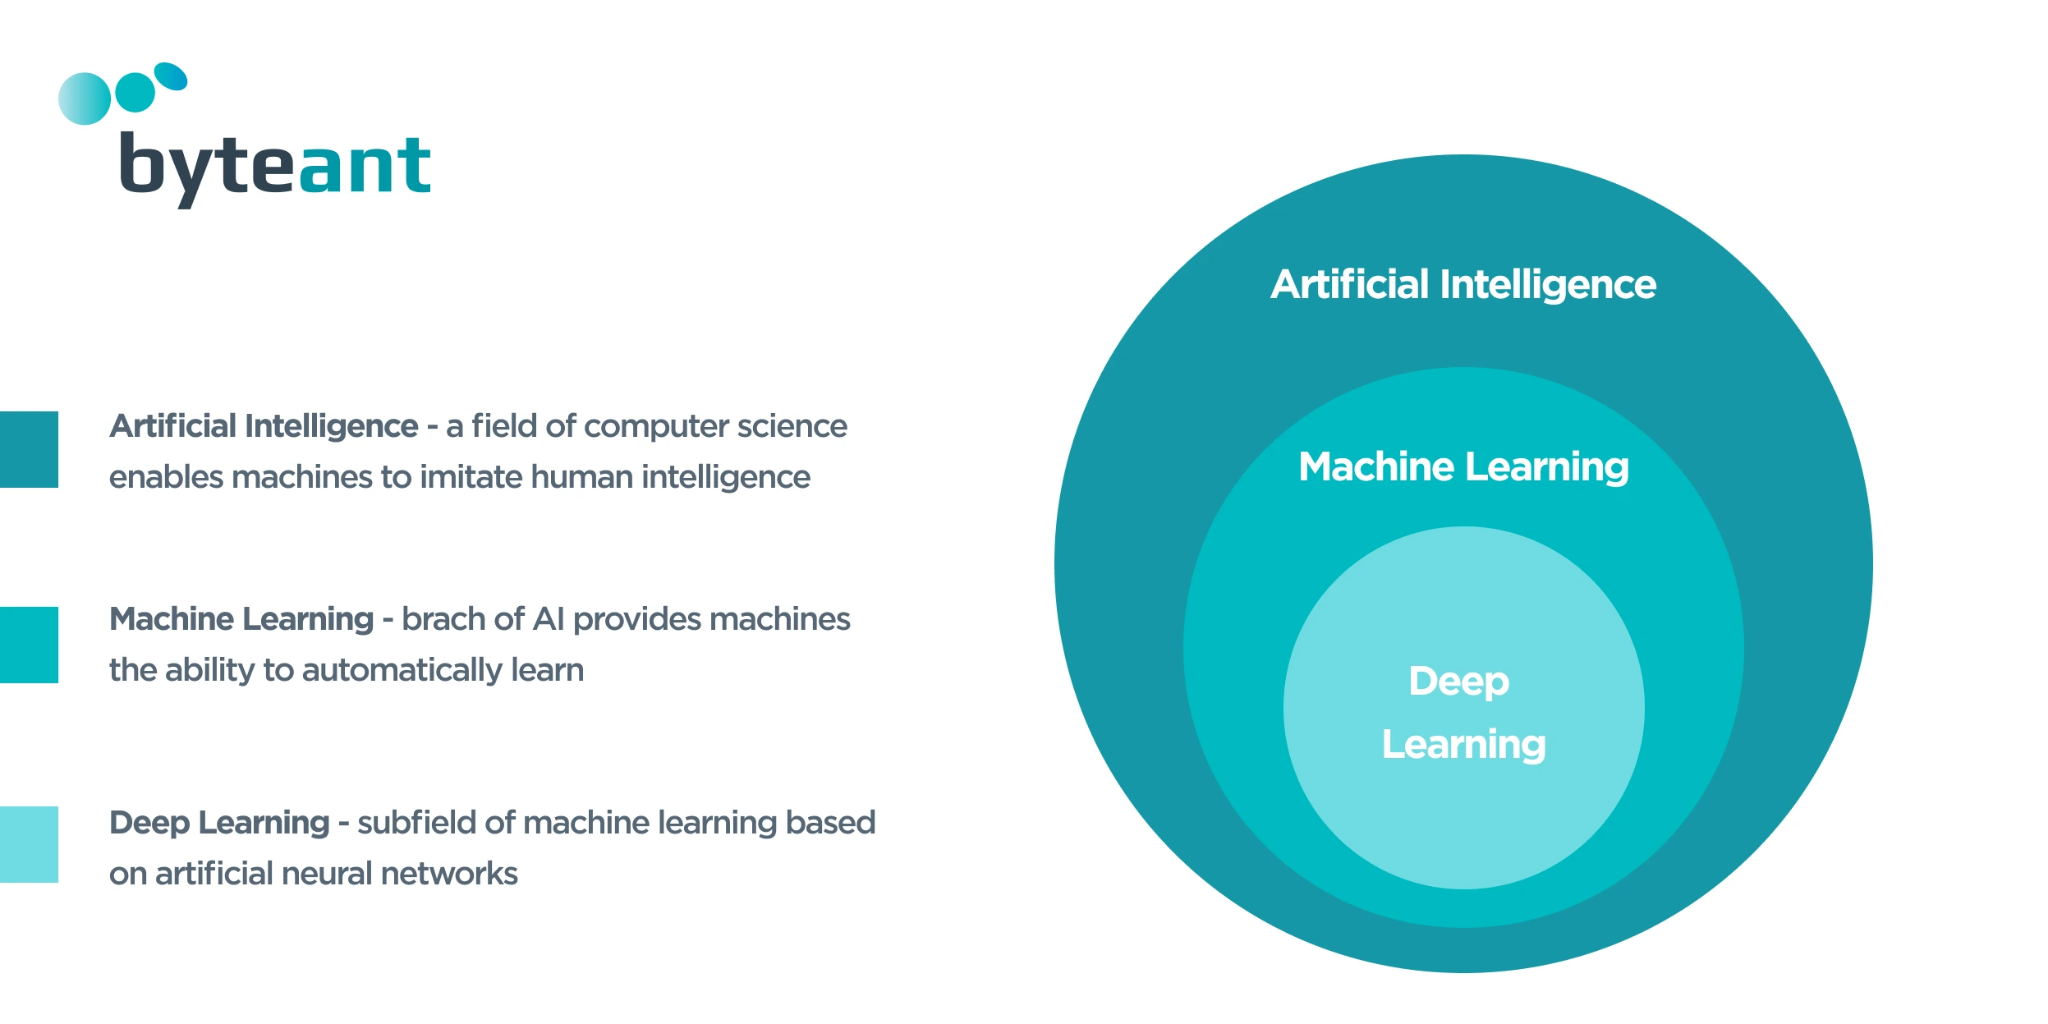 byteant
Artificial Intelligence - a field of computer science
enables machines to imitate human intelligence
Machine Learning - brach of AI provides machines
the ability to automatically learn
Deep Learning - subfield of machine learning based
on artificial neural networks
Artificial Intelligence
Machine Learning
Deep
Learning